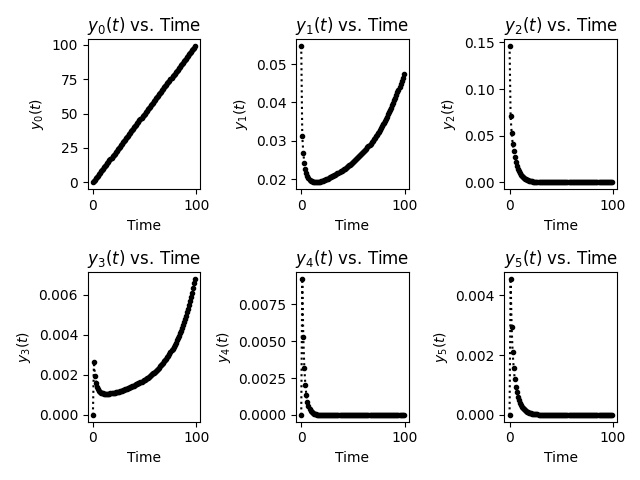 y₀(t) vs. Time
y₁(t) vs. Time
y₂(t) vs. Time
100
75
50
25
0
y₀(t)
0
100
Time
0.05
0.04
0.03
0.02
y₁(t)
0
100
Time
0.15
0.10
0.05
0.00
y₂(t)
0
100
Time
y₃(t) vs. Time
y₄(t) vs. Time
y₅(t) vs. Time
0.006
0.004
0.002
0.000
y₃(t)
0
100
Time
0.0075
0.0050
0.0025
0.0000
y₄(t)
0
100
Time
0.004
0.002
0.000
y₅(t)
0
100
Time